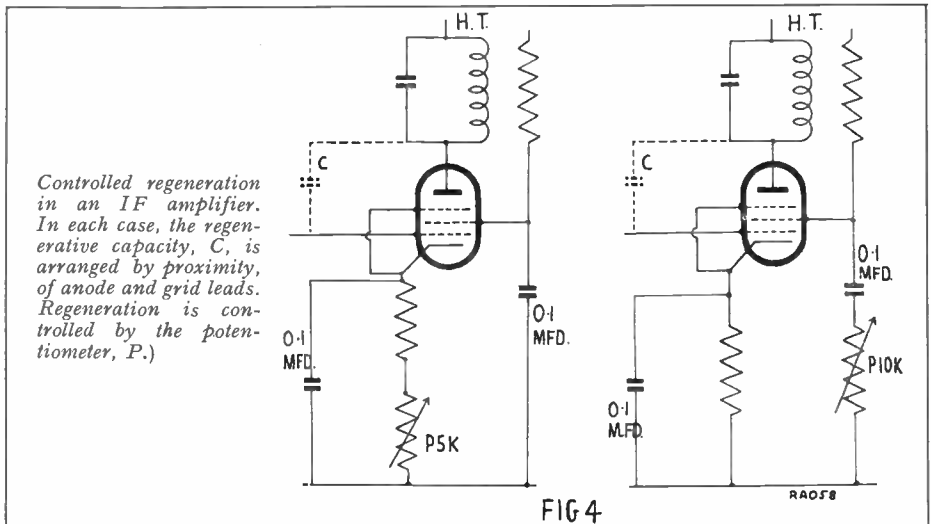 H.T.
H.T.
C
C
Controlled regeneration
in an IF amplifier.
In each case, the regen-
erative capacity, C, is
arranged by proximity,
of anode and grid leads.
Regeneration is con-
trolled by the poten-
tiometer, P.)
0·1
MFD.
P5K
0·1
MFD.
0·1
MFD.
P10K
0·1
MFD.
FIG 4
RA058